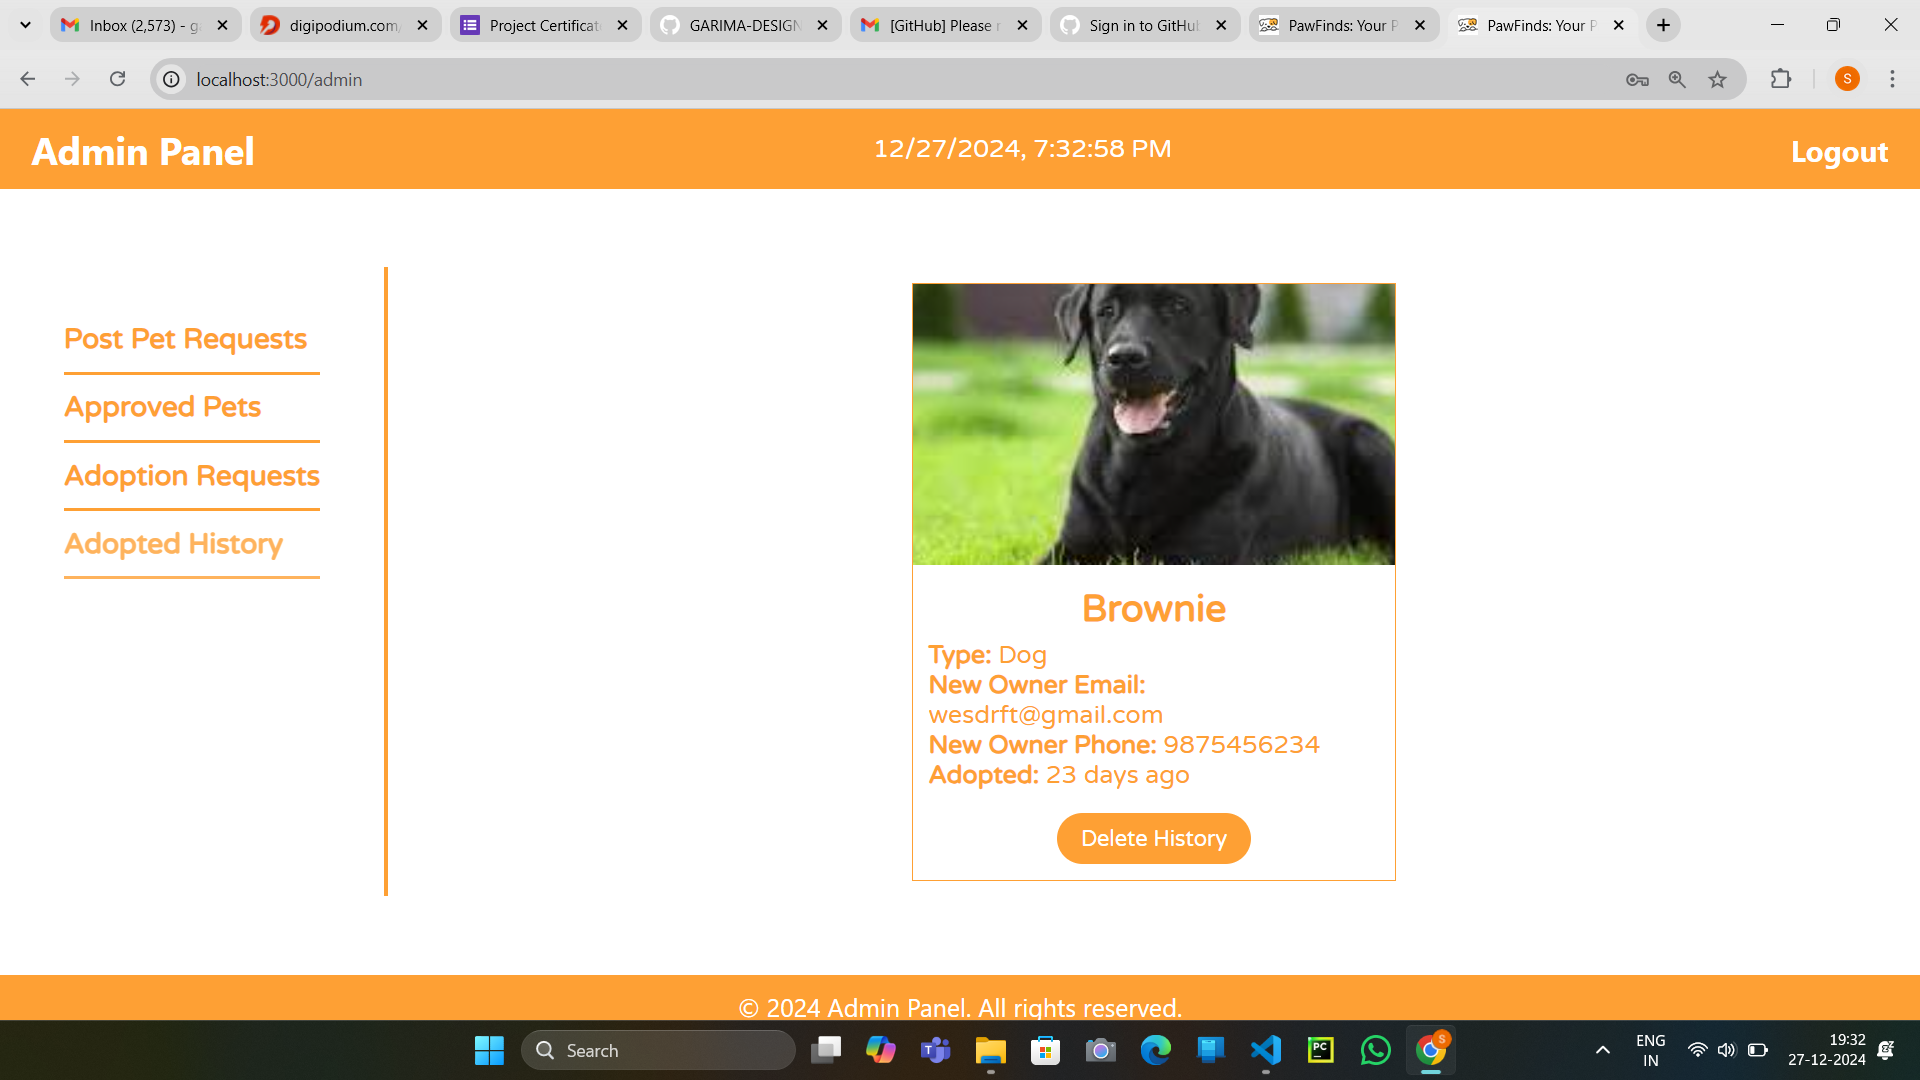 Inbox (2,573) - ga
digipodium.com/
Project Certificat
GARIMA-DESIGN
[GitHub] Please r
Sign in to GitHub
PawFinds: Your P
PawFinds: Your P
localhost:3000/admin
S
Admin Panel
12/27/2024, 7:32:58 PM
Logout
Post Pet Requests
Approved Pets
Adoption Requests
Adopted History
Brownie
Type: Dog
New Owner Email:
wesdrft@gmail.com
New Owner Phone: 9875456234
Adopted: 23 days ago
Delete History
© 2024 Admin Panel. All rights reserved.
Search
T
PC
S
ENG
IN
19:32
27-12-2024